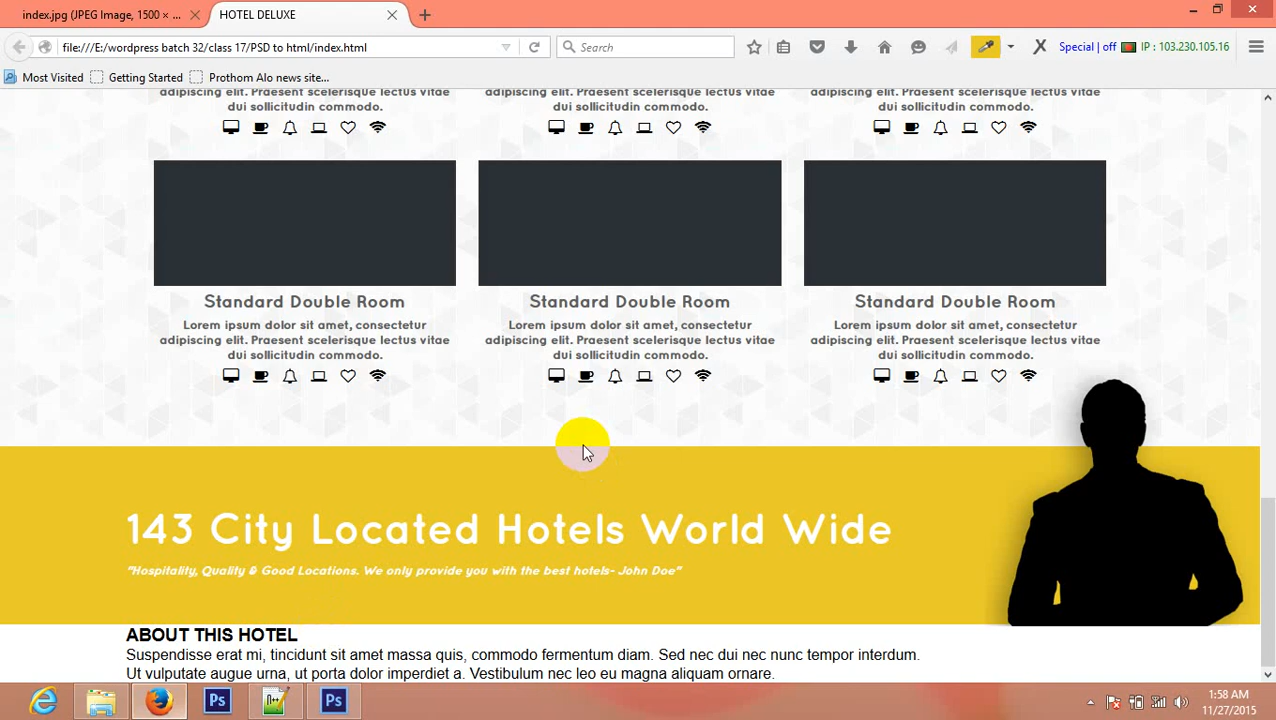 index.jpg (JPEG Image, 1500 × ...
HOTEL DELUXE
file:///E:/wordpress batch 32/class 17/PSD to html/index.html
Search
Special | off
IP : 103.230.105.16
Most Visited
Getting Started
Prothom Alo news site...
adipiscing elit. Praesent scelerisque lectus vitae
dui sollicitudin commodo.
adipiscing elit. Praesent scelerisque lectus vitae
dui sollicitudin commodo.
adipiscing elit. Praesent scelerisque lectus vitae
dui sollicitudin commodo.
Standard Double Room
Lorem ipsum dolor sit amet, consectetur
adipiscing elit. Praesent scelerisque lectus vitae
dui sollicitudin commodo.
Standard Double Room
Lorem ipsum dolor sit amet, consectetur
adipiscing elit. Praesent scelerisque lectus vitae
dui sollicitudin commodo.
Standard Double Room
Lorem ipsum dolor sit amet, consectetur
adipiscing elit. Praesent scelerisque lectus vitae
dui sollicitudin commodo.
143 City Located Hotels World Wide
"Hospitality, Quality & Good Locations. We only provide you with the best hotels- John Doe"
ABOUT THIS HOTEL
Suspendisse erat mi, tincidunt sit amet massa quis, commodo fermentum diam. Sed nec dui nec nunc tempor interdum.
Ut vulputate augue urna, ut porta dolor imperdiet a. Vestibulum nec leo eu magna aliquam ornare.
Ps
Ps
1:58 AM
11/27/2015